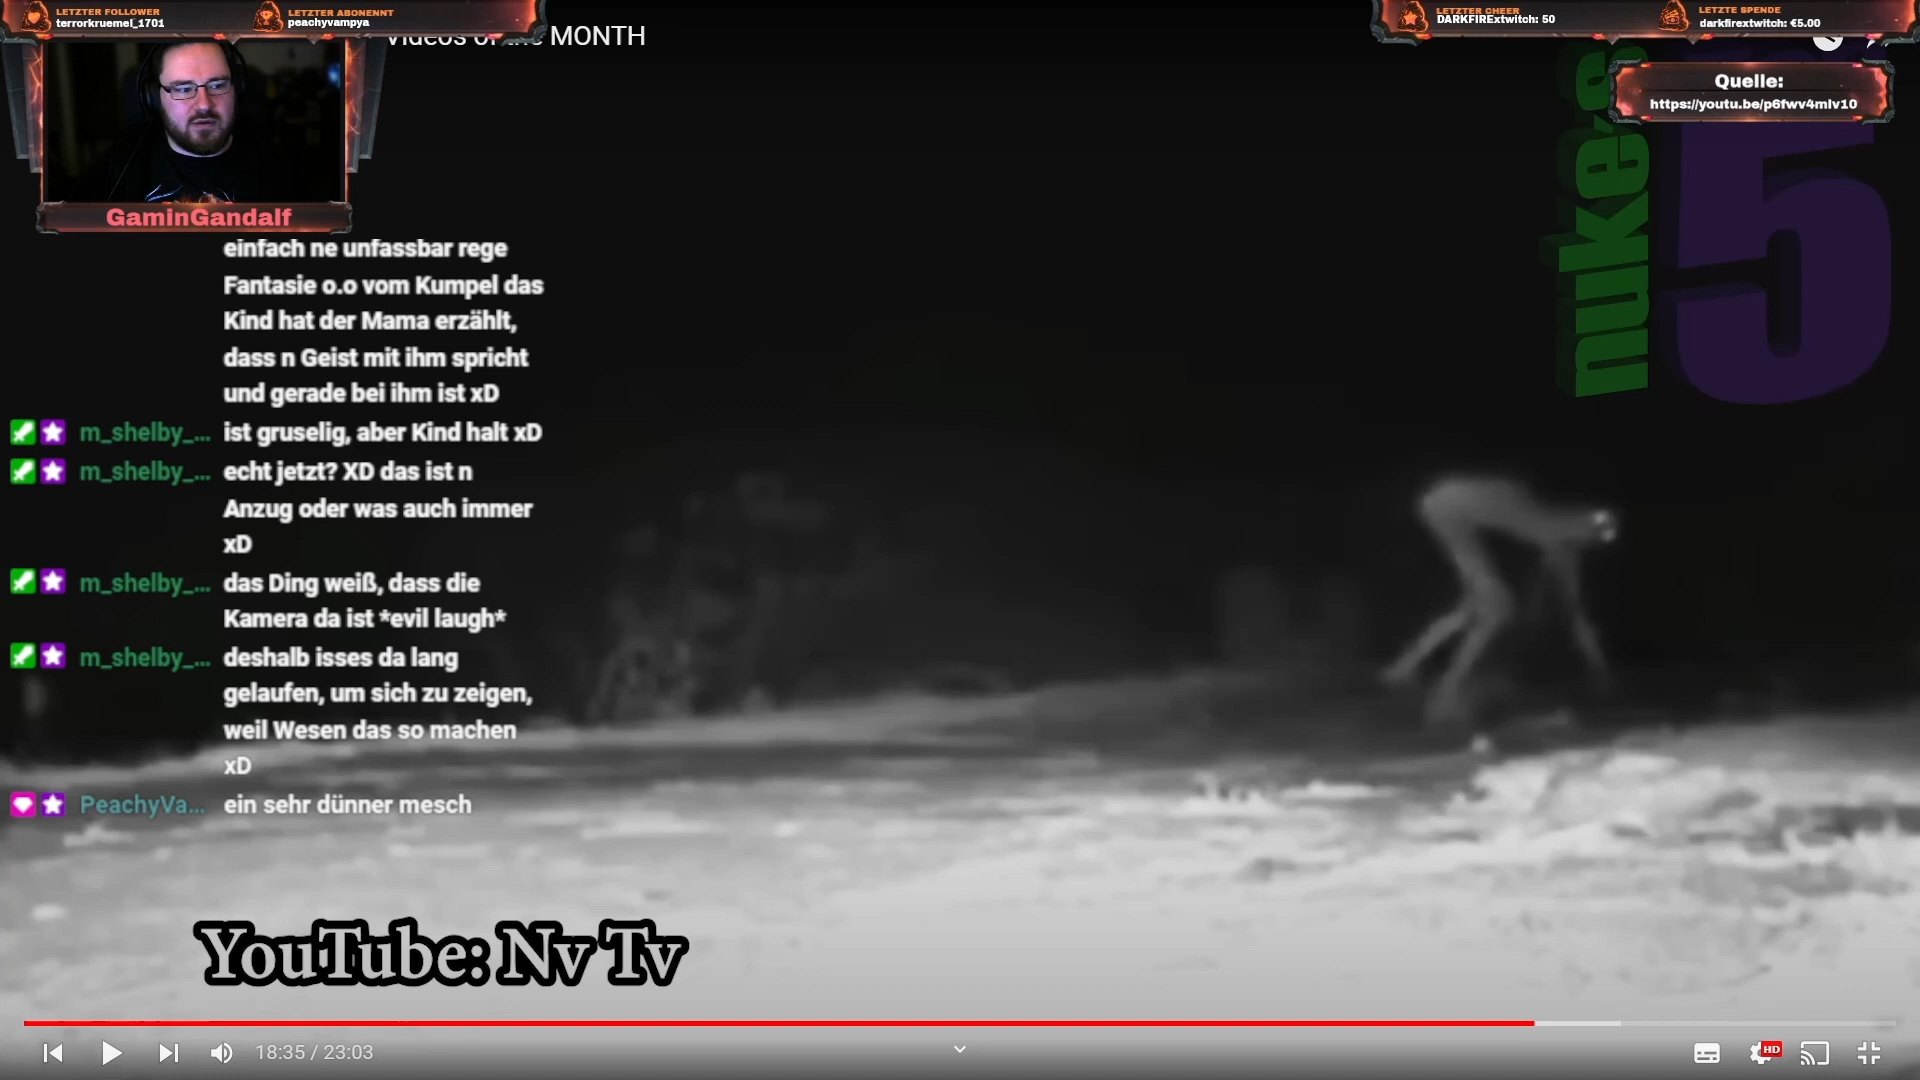 LETZTER FOLLOWER
terrorkruemel_1701
LETZTER ABONENNT
peachyvampya
LETZTER CHEER
DARKFIRExtwitch: 50
LETZTE SPENDE
darkfirextwitch: €5.00
Videos of the MONTH
Quelle:
https://youtu.be/p6fwv4mlv10
nuke's
5
GaminGandalf
einfach ne unfassbar rege
Fantasie o.o vom Kumpel das
Kind hat der Mama erzählt,
dass n Geist mit ihm spricht
und gerade bei ihm ist xD
m_shelby_... ist gruselig, aber Kind halt xD
m_shelby_... echt jetzt? XD das ist n
Anzug oder was auch immer
xD
m_shelby_... das Ding weiß, dass die
Kamera da ist *evil laugh*
m_shelby_... deshalb isses da lang
gelaufen, um sich zu zeigen,
weil Wesen das so machen
xD
PeachyVa... ein sehr dünner mesch
YouTube: Nv Tv
18:35 / 23:03
HD